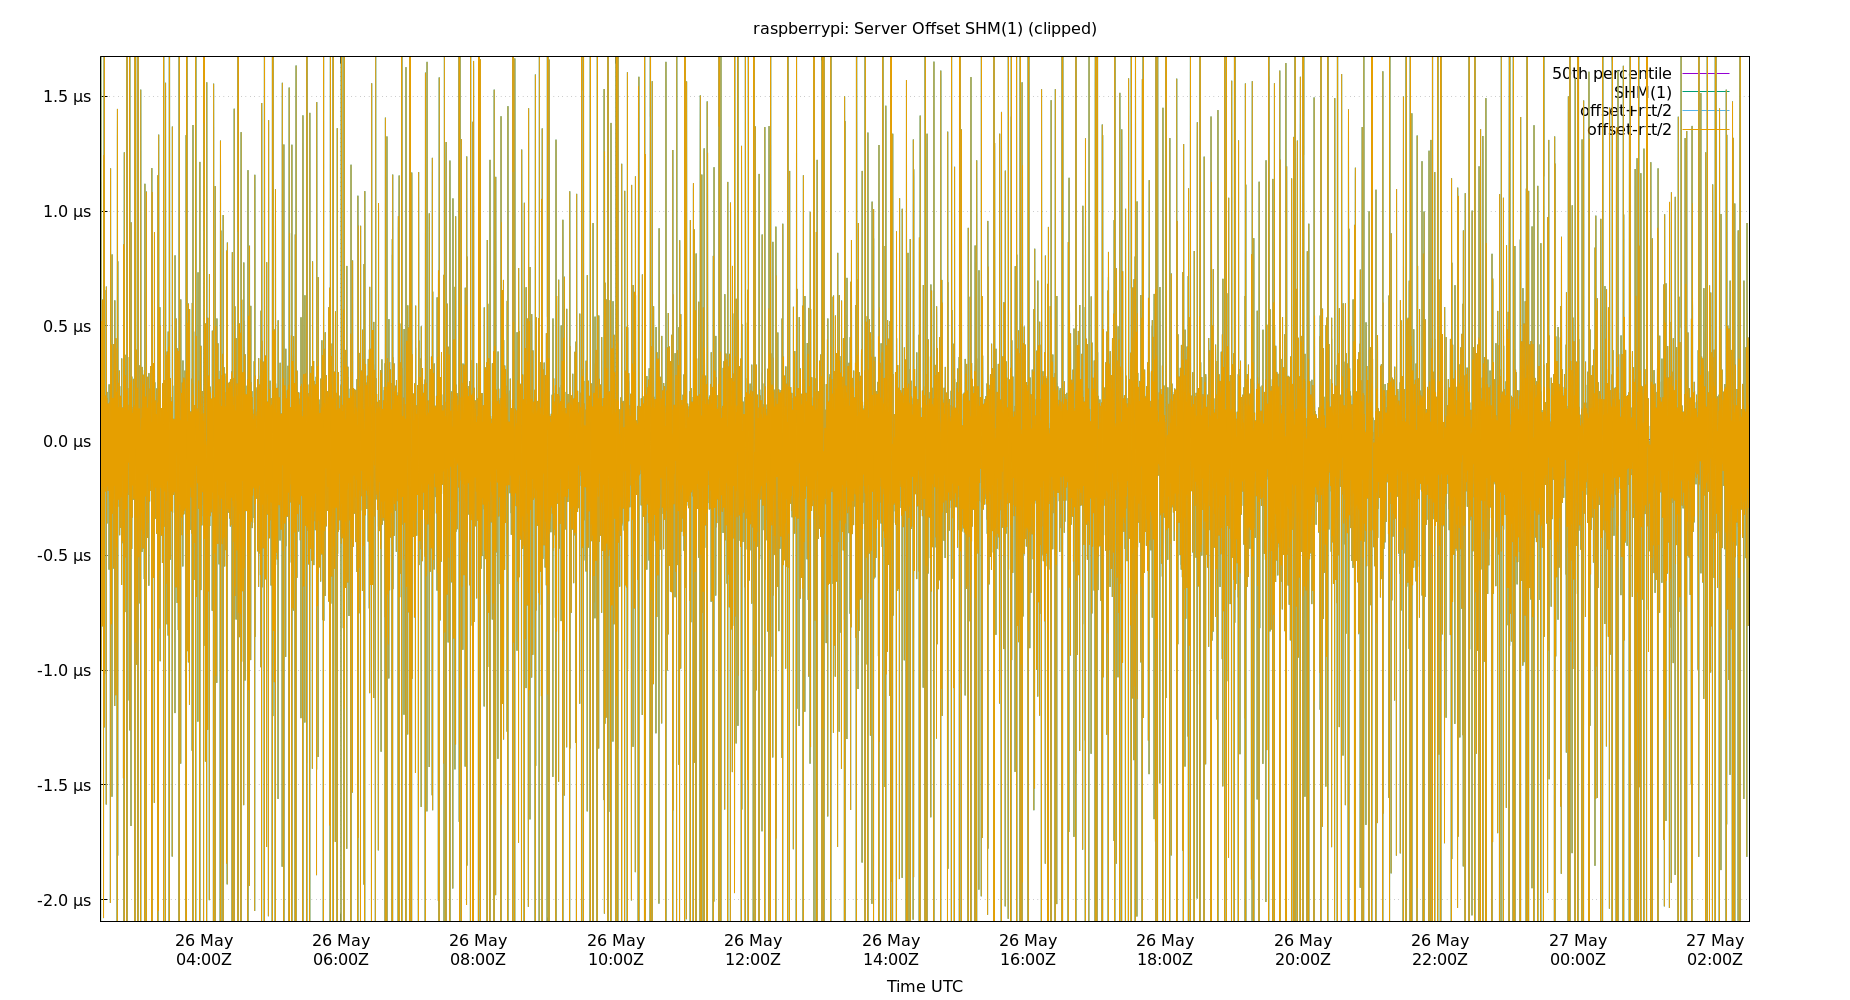 raspberrypi: Server Offset SHM(1) (clipped)
50th percentile
SHM(1)
offset+rtt/2
offset-rtt/2
1.5 µs
1.0 µs
0.5 µs
0.0 µs
-0.5 µs
-1.0 µs
-1.5 µs
-2.0 µs
26 May 26 May 26 May 26 May 26 May 26 May 26 May 26 May 26 May 26 May 27 May 27 May
04:00Z 06:00Z 08:00Z 10:00Z 12:00Z 14:00Z 16:00Z 18:00Z 20:00Z 22:00Z 00:00Z 02:00Z
Time UTC